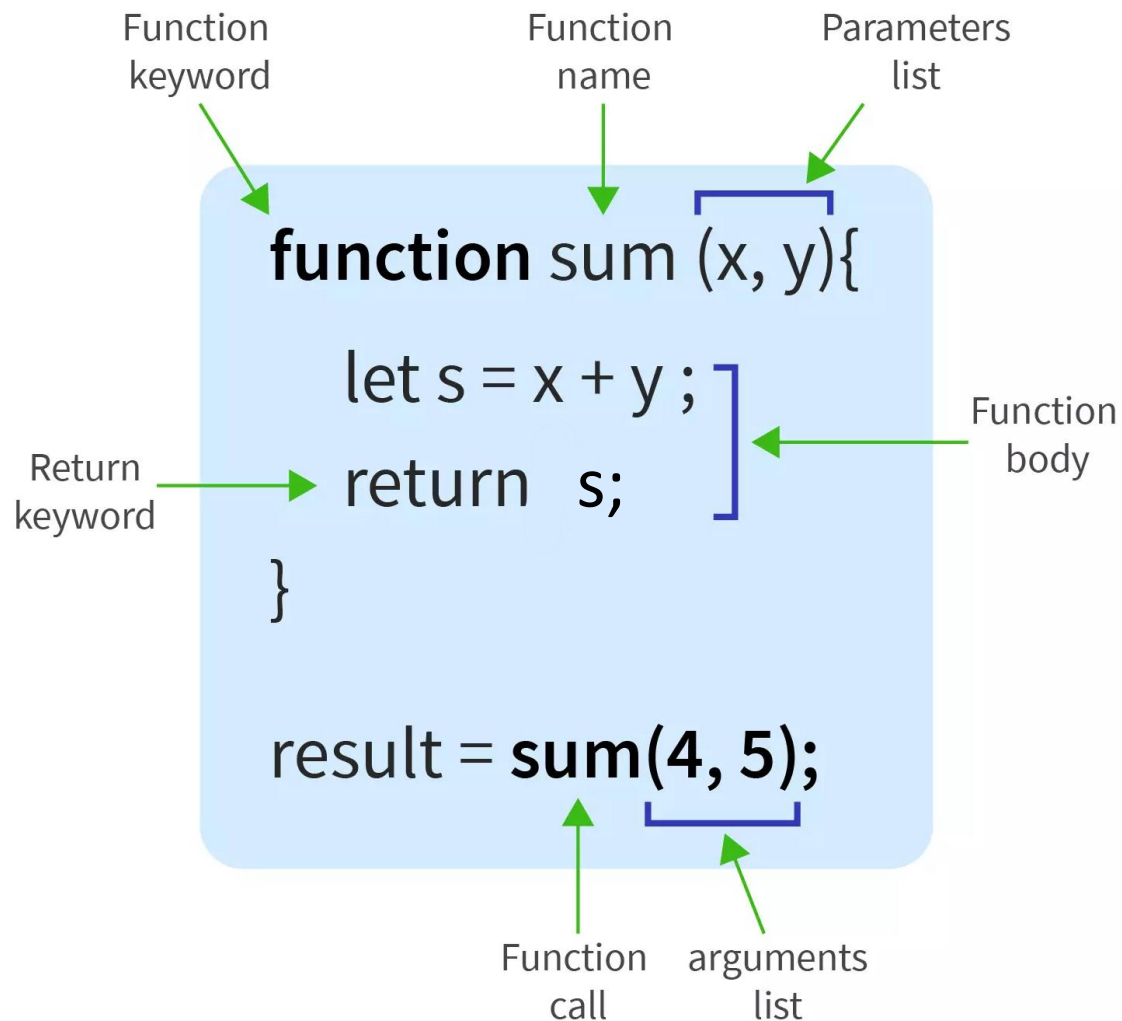 Function
keyword
Function
name
Parameters
list
function sum (x, y){
let s = x + y ;
return s;
}
Function
body
Return
keyword
result = sum(4, 5);
Function
call
arguments
list